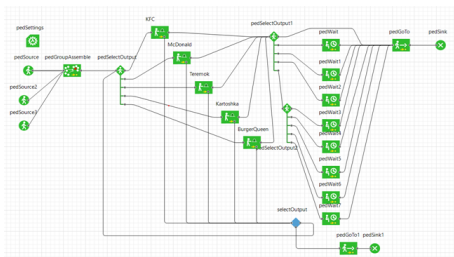 pedSettings
pedSource
pedSource2
pedSource1
pedGroupAssemble
pedSelectOutput
KFC
McDonald
Teremok
Kartoshka
BurgerQueen
pedSelectOutput1
pedSelectOutput2
pedWait
pedWait1
pedWait2
pedWait3
pedWait5
pedWait6
pedWait7
pedGoTo
pedSink
selectOutput
pedGoTo1
pedSink1